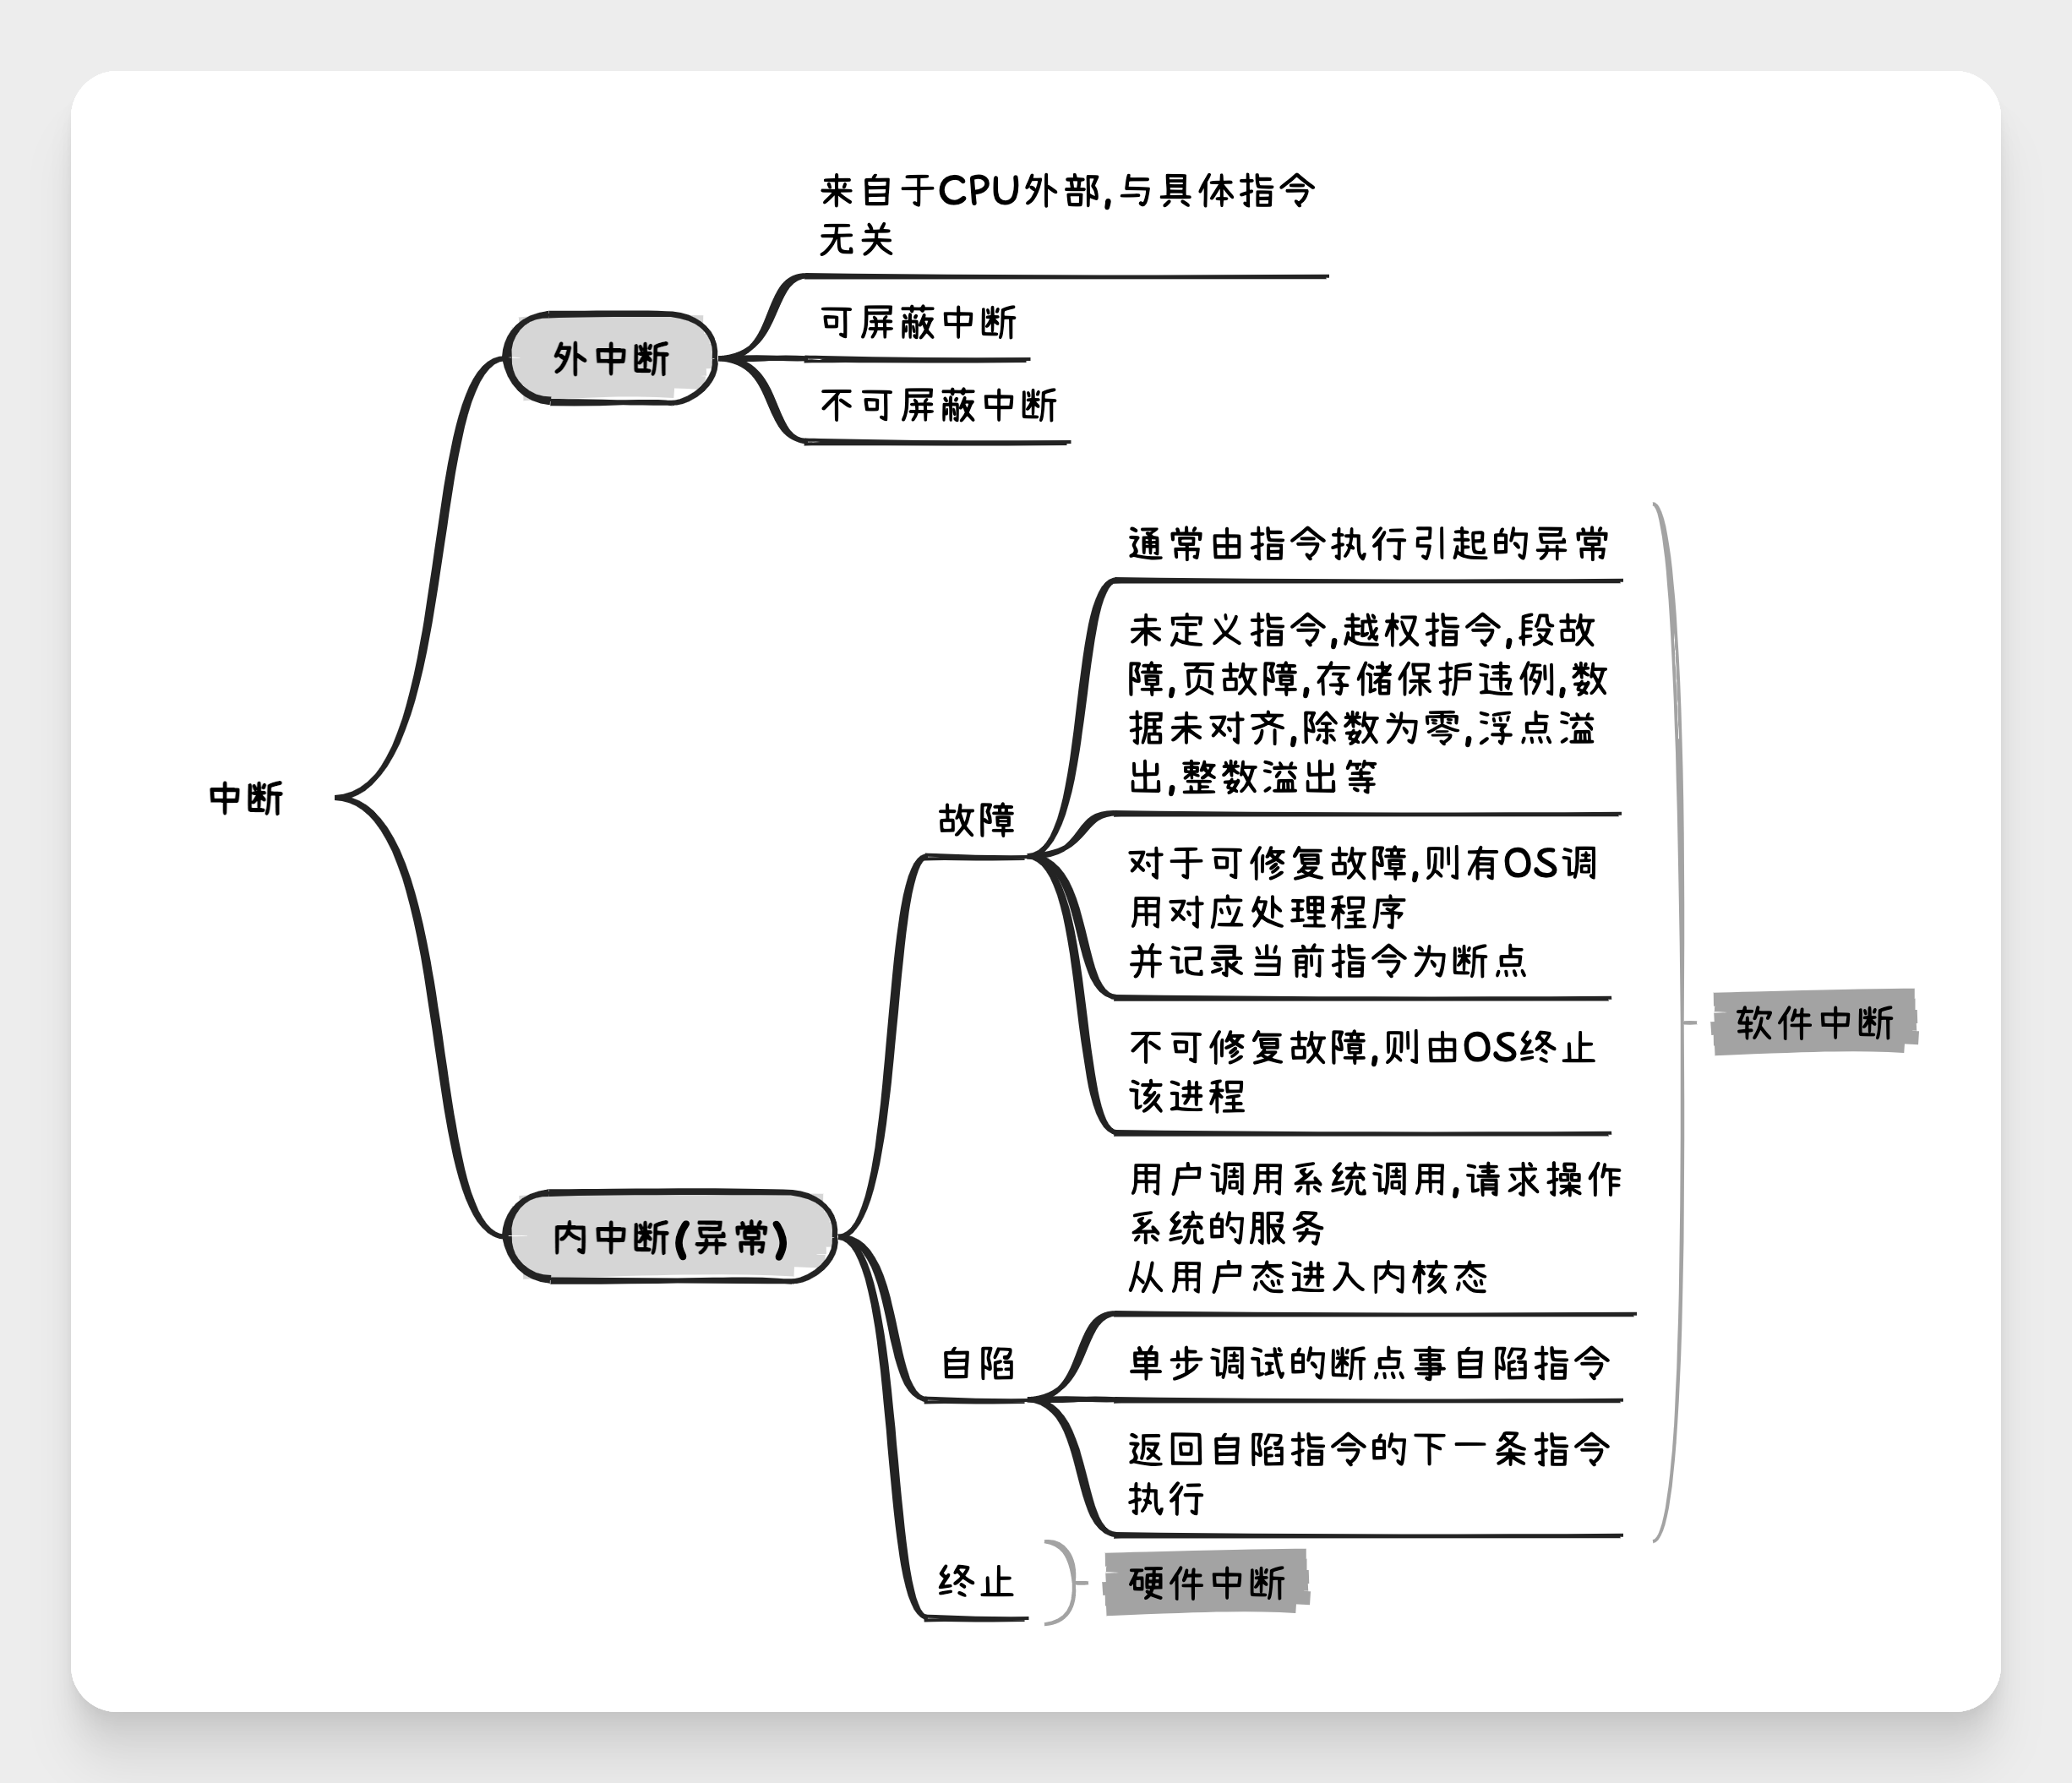 来自于CPU外部,与具体指令
无关
可屏蔽中断
外中断
不可屏蔽中断
通常由指令执行引起的异常
未定义指令,越权指令,段故
障,页故障,存储保护违例,数
据未对齐,除数为零,浮点溢
出,整数溢出等
中断
故障
对于可修复故障,则有OS调
用对应处理程序
并记录当前指令为断点
软件中断
不可修复故障,则由OS终止
该进程
用户调用系统调用,请求操作
系统的服务
从用户态进入内核态
内中断(异常)
自陷
单步调试的断点事自陷指令
返回自陷指令的下一条指令
执行
终止
硬件中断